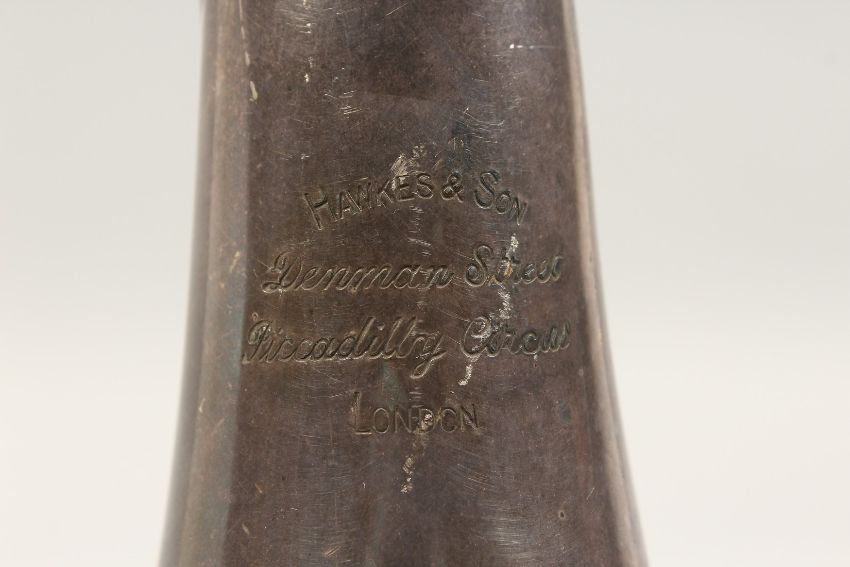 HAWKES & SON
Denman Street
Piccadilly Circus
LONDON